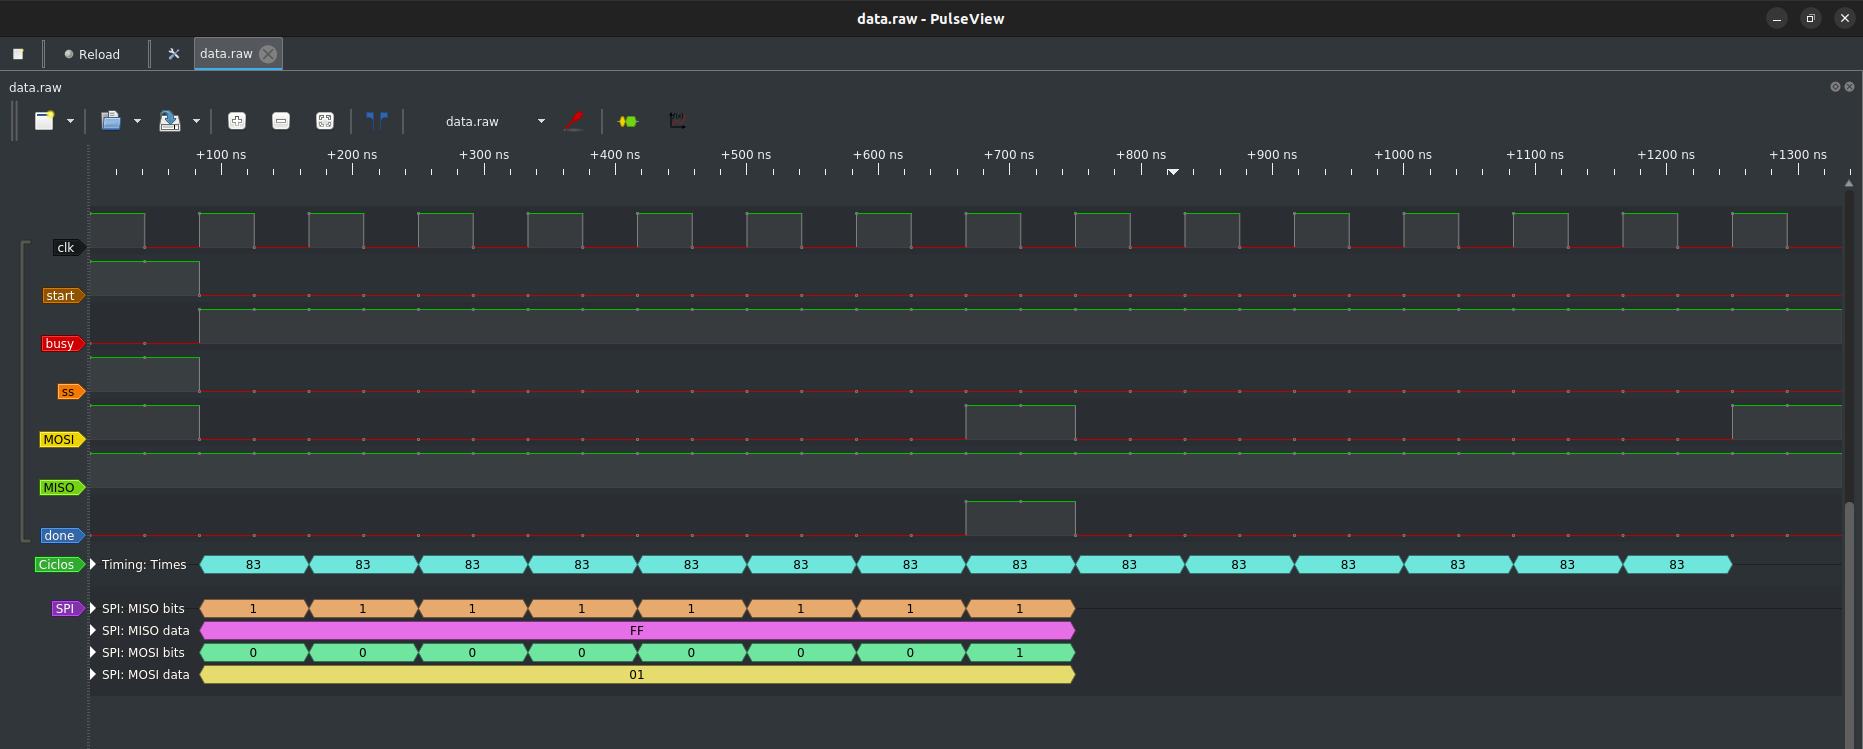 data.raw - PulseView
Reload
data.raw
data.raw
data.raw
+100 ns +200 ns +300 ns +400 ns +500 ns +600 ns +700 ns +800 ns +900 ns +1000 ns +1100 ns +1200 ns +1300 ns
clk
start
busy
ss
MOSI
MISO
done
Ciclos Timing: Times 83 83 83 83 83 83 83 83 83 83 83 83 83 83
SPI SPI: MISO bits 1 1 1 1 1 1 1 1
SPI: MISO data FF
SPI: MOSI bits 0 0 0 0 0 0 0 1
SPI: MOSI data 01